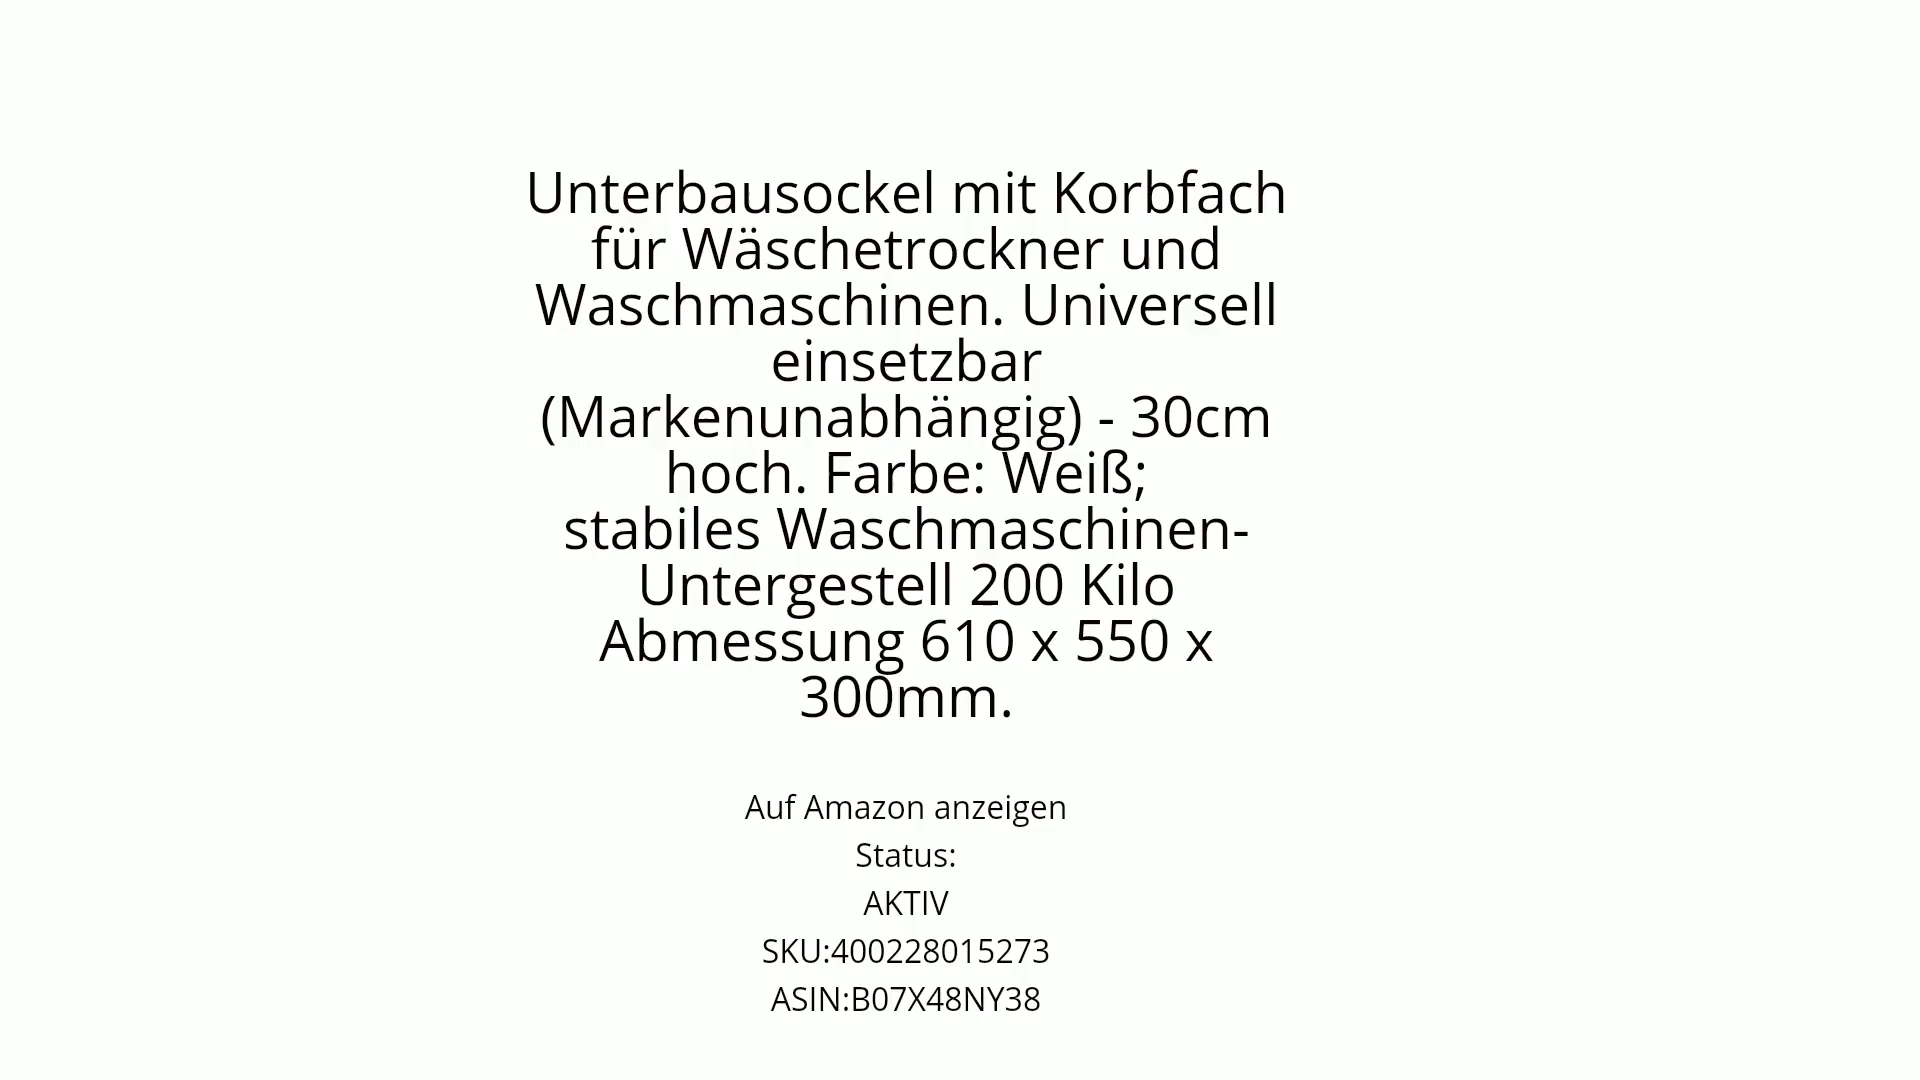 Unterbausockel mit Korbfach
für Wäschetrockner und
Waschmaschinen. Universell
einsetzbar
(Markenunabhängig) - 30cm
hoch. Farbe: Weiß;
stabiles Waschmaschinen-
Untergestell 200 Kilo
Abmessung 610 x 550 x
300mm.
Auf Amazon anzeigen
Status:
AKTIV
SKU:400228015273
ASIN:B07X48NY38